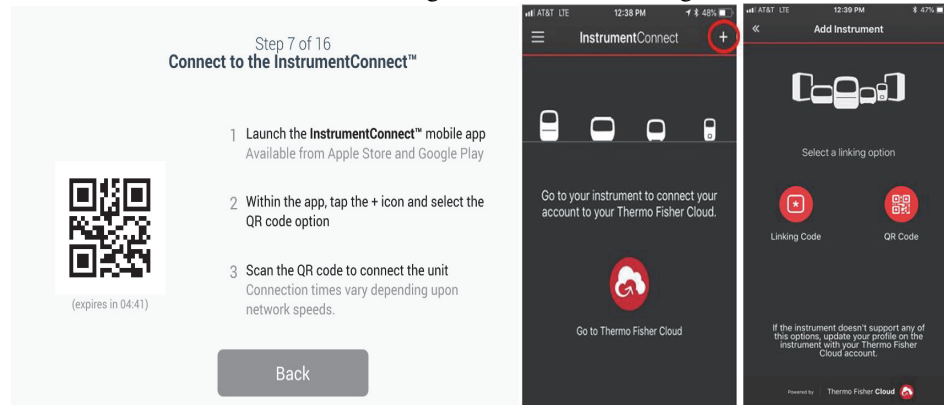 Step 7 of 16
Connect to the InstrumentConnect™
1 Launch the InstrumentConnect™ mobile app
Available from Apple Store and Google Play
2 Within the app, tap the + icon and select the
QR code option
3 Scan the QR code to connect the unit
Connection times vary depending upon
network speeds.
(expires in 04:41)
Back
AT&T LTE 12:38 PM 48%
InstrumentConnect +
Go to your instrument to connect your
account to your Thermo Fisher Cloud.
Go to Thermo Fisher Cloud
AT&T LTE 12:39 PM 47%
« Add Instrument
Select a linking option
Linking Code QR Code
If the instrument doesn't support any of
this options, update your profile on the
instrument with your Thermo Fisher
Cloud account.
Powered by Thermo Fisher Cloud